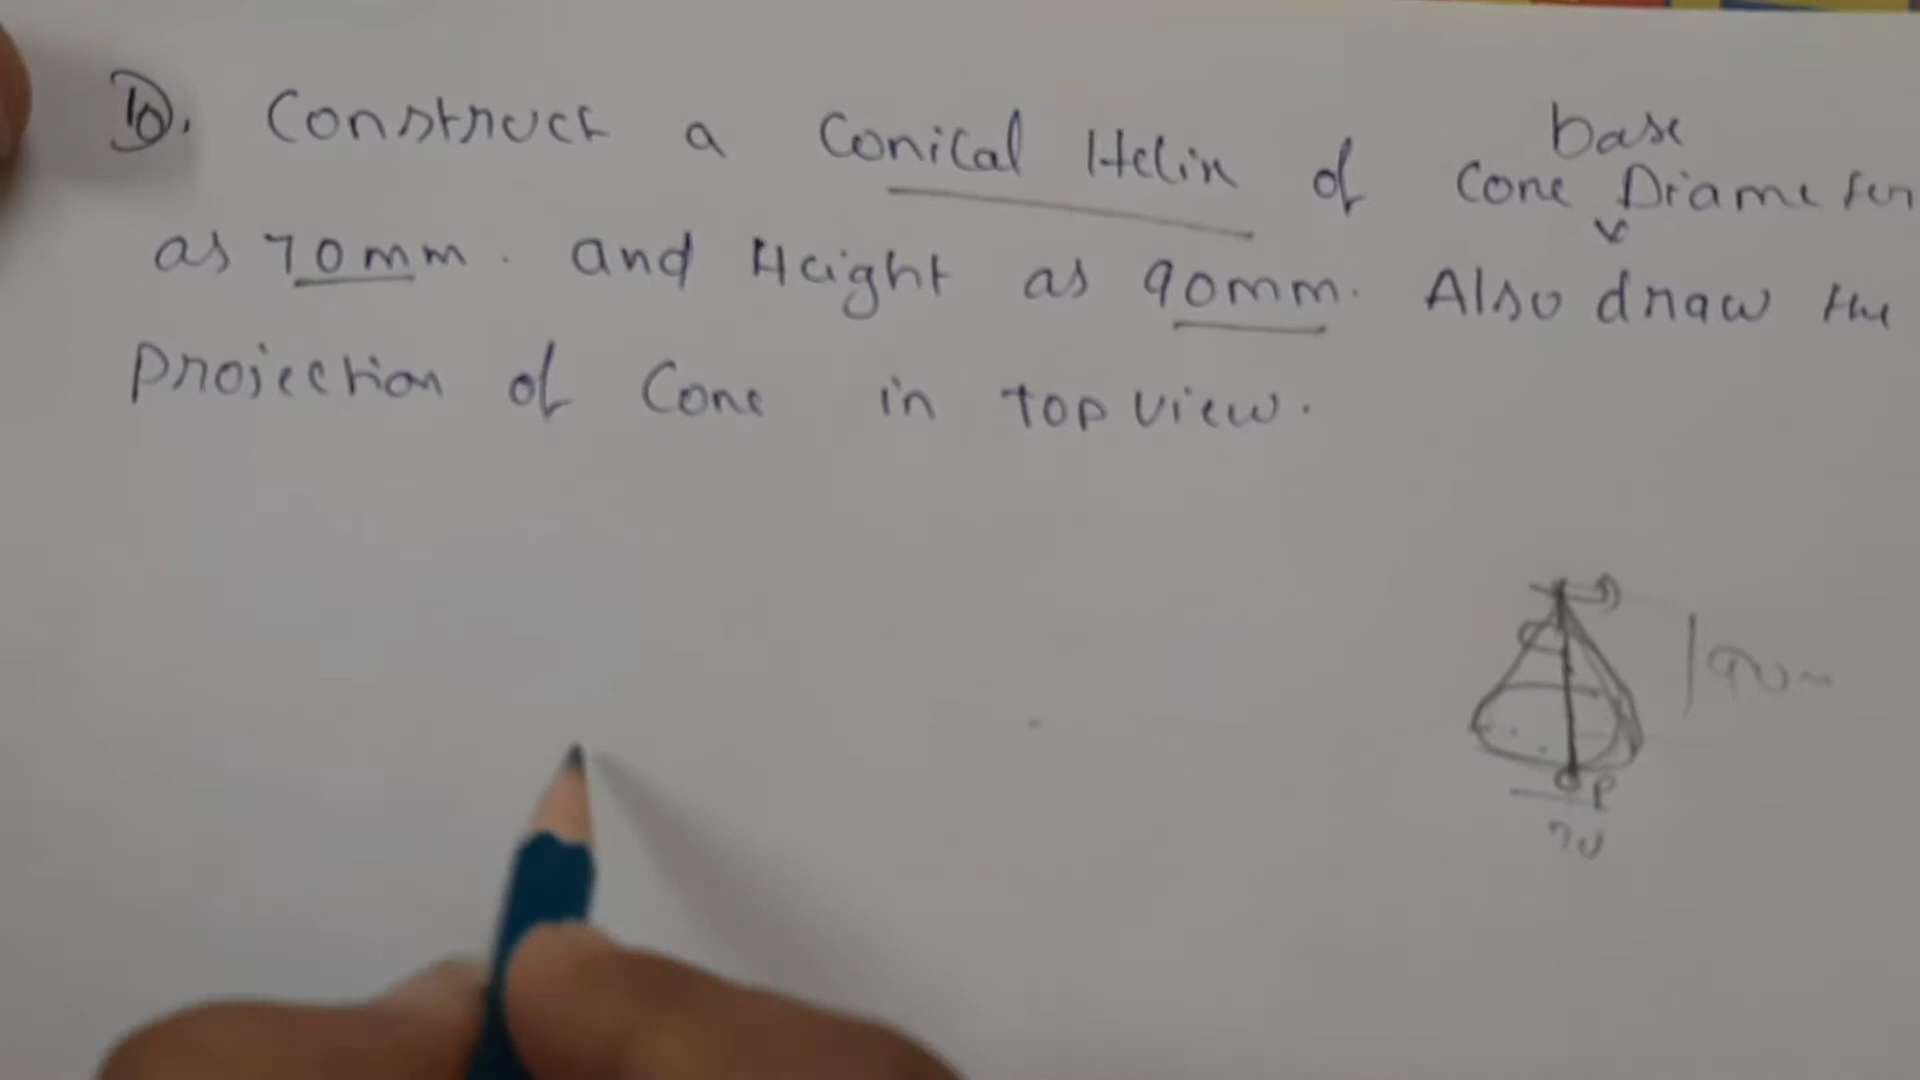 10. Construct a Conical Helix of Cone base Diameter
as 70mm. and Height as 90mm. Also draw the
Projection of Cone in top view.
90
P
70